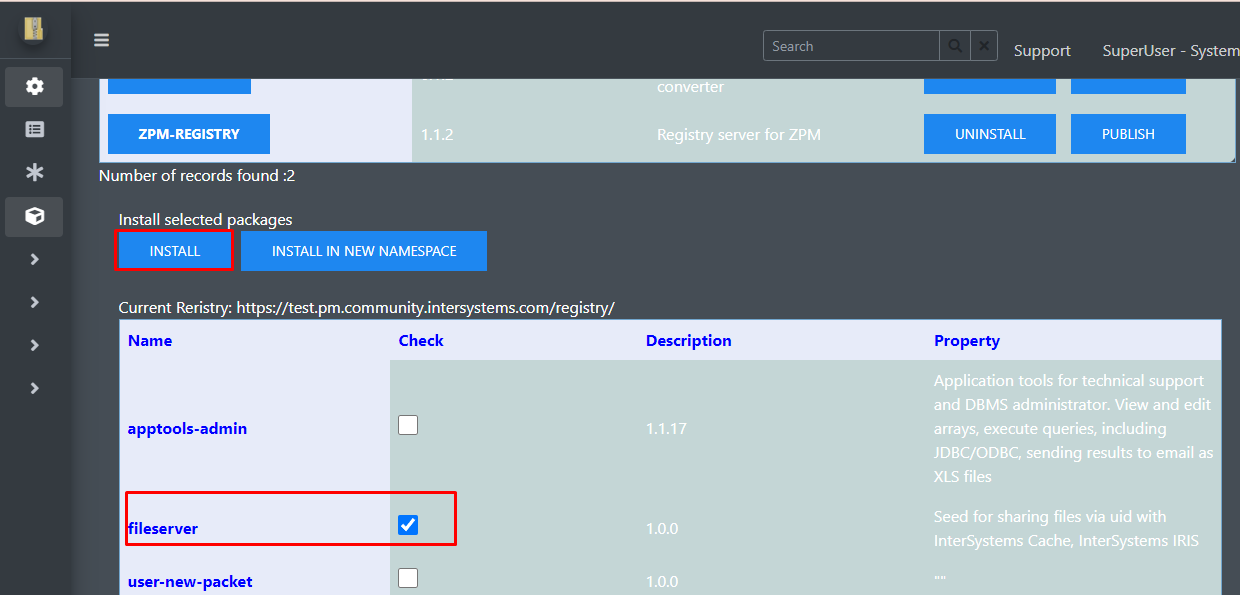 Search
Support
SuperUser - System
converter
ZPM-REGISTRY
1.1.2
Registry server for ZPM
UNINSTALL
PUBLISH
Number of records found :2
Install selected packages
INSTALL
INSTALL IN NEW NAMESPACE
Current Reristry: https://test.pm.community.intersystems.com/registry/
Name
Check
Description
Property
apptools-admin
1.1.17
Application tools for technical support
and DBMS administrator. View and edit
arrays, execute queries, including
JDBC/ODBC, sending results to email as
XLS files
fileserver
1.0.0
Seed for sharing files via uid with
InterSystems Cache, InterSystems IRIS
user-new-packet
1.0.0
""